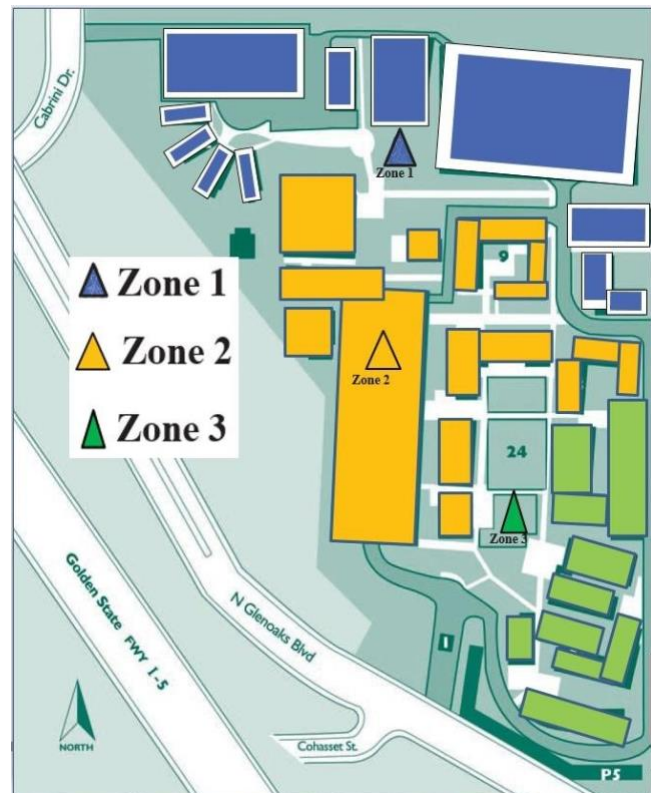 Cabrini Dr.
Zone 1
9
Zone 1
Zone 2
Zone 3
Zone 2
24
Zone 3
Golden State FWY I-5
N Glenoaks Blvd
1
NORTH
Cohasset St.
P5